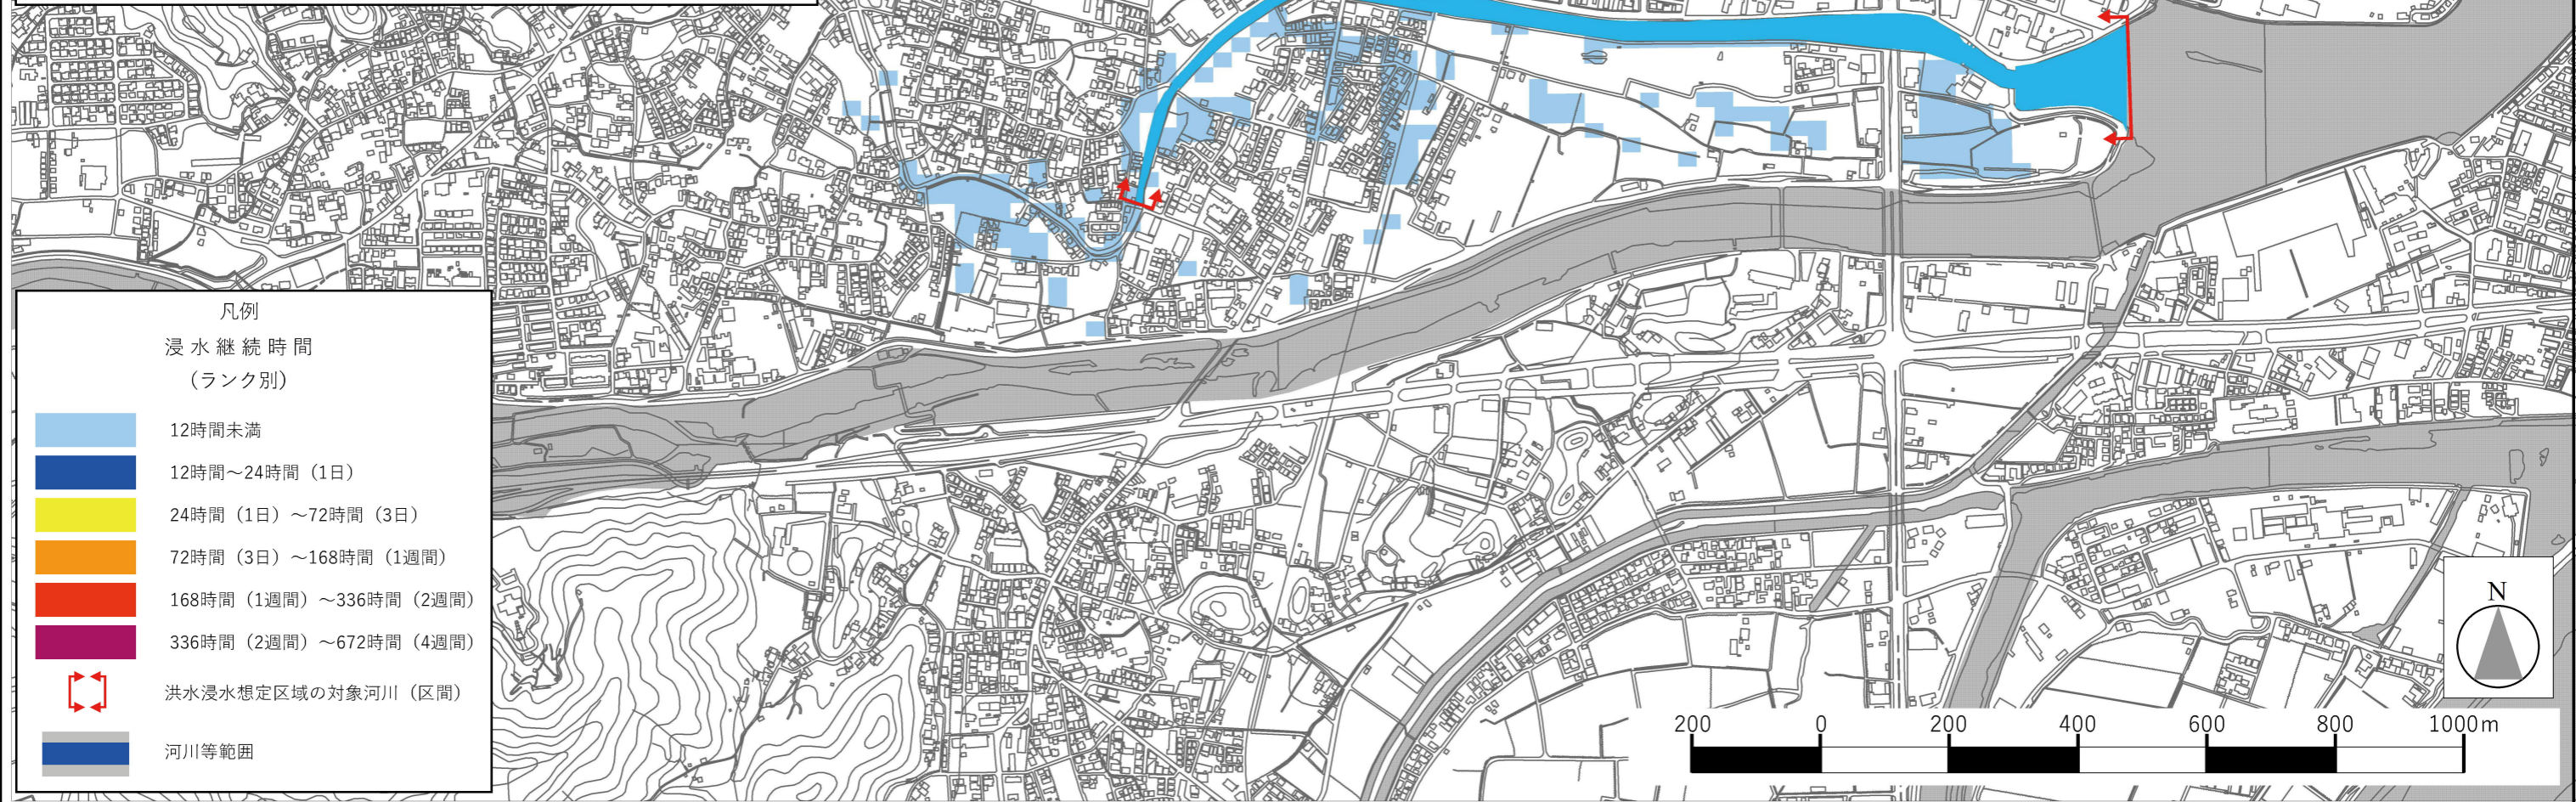 凡例
浸水継続時間
(ランク別)
12時間未満
12時間～24時間（1日）
24時間（1日）～72時間（3日）
72時間（3日）～168時間（1週間）
168時間（1週間）～336時間（2週間）
336時間（2週間）～672時間（4週間）
洪水浸水想定区域の対象河川（区間）
河川等範囲
N
200 0 200 400 600 800 1000m